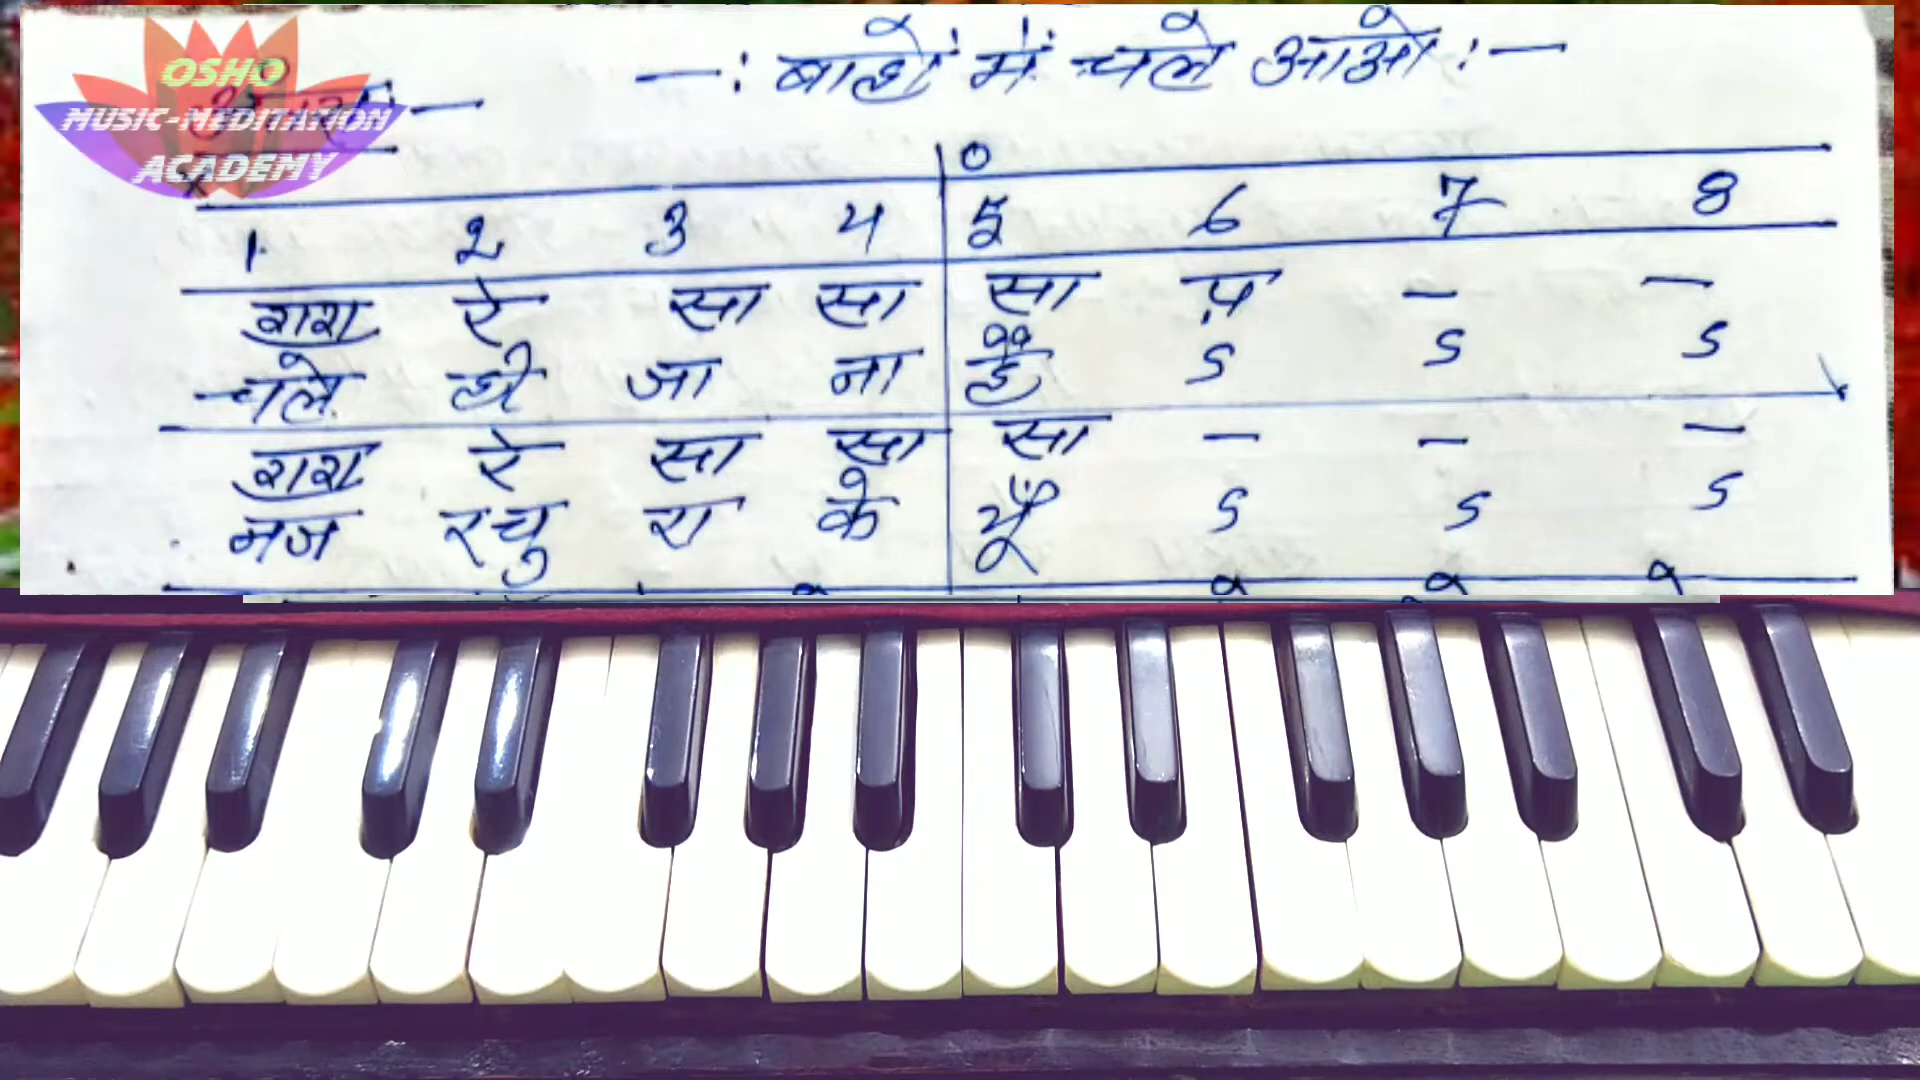 OSHO
MUSIC-MEDITATION
ACADEMY
—: बाहों में चले आओ :—
0
1. 2 3 4 5 6 7 8
गग रे सा सा सा प़ — —
चले ही जा ना है ऽ ऽ ऽ
गग रे सा सा सा — — —
नज रचु रा के यूँ ऽ ऽ ऽ